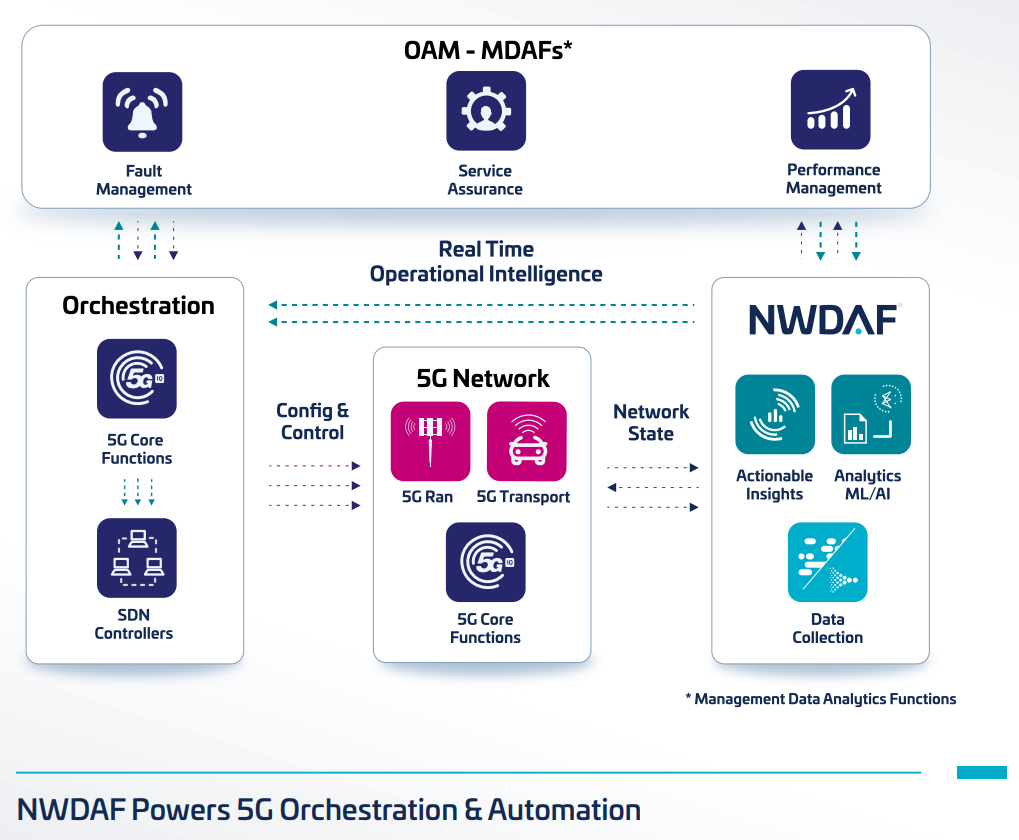 OAM - MDAFs*
Fault
Management
Service
Assurance
Performance
Management
Real Time
Operational Intelligence
Orchestration
5G
5G Core
Functions
SDN
Controllers
Config &
Control
5G Network
5G Ran
5G Transport
5G
5G Core
Functions
Network
State
NWDAF
Actionable
Insights
Analytics
ML/AI
Data
Collection
* Management Data Analytics Functions
NWDAF Powers 5G Orchestration & Automation